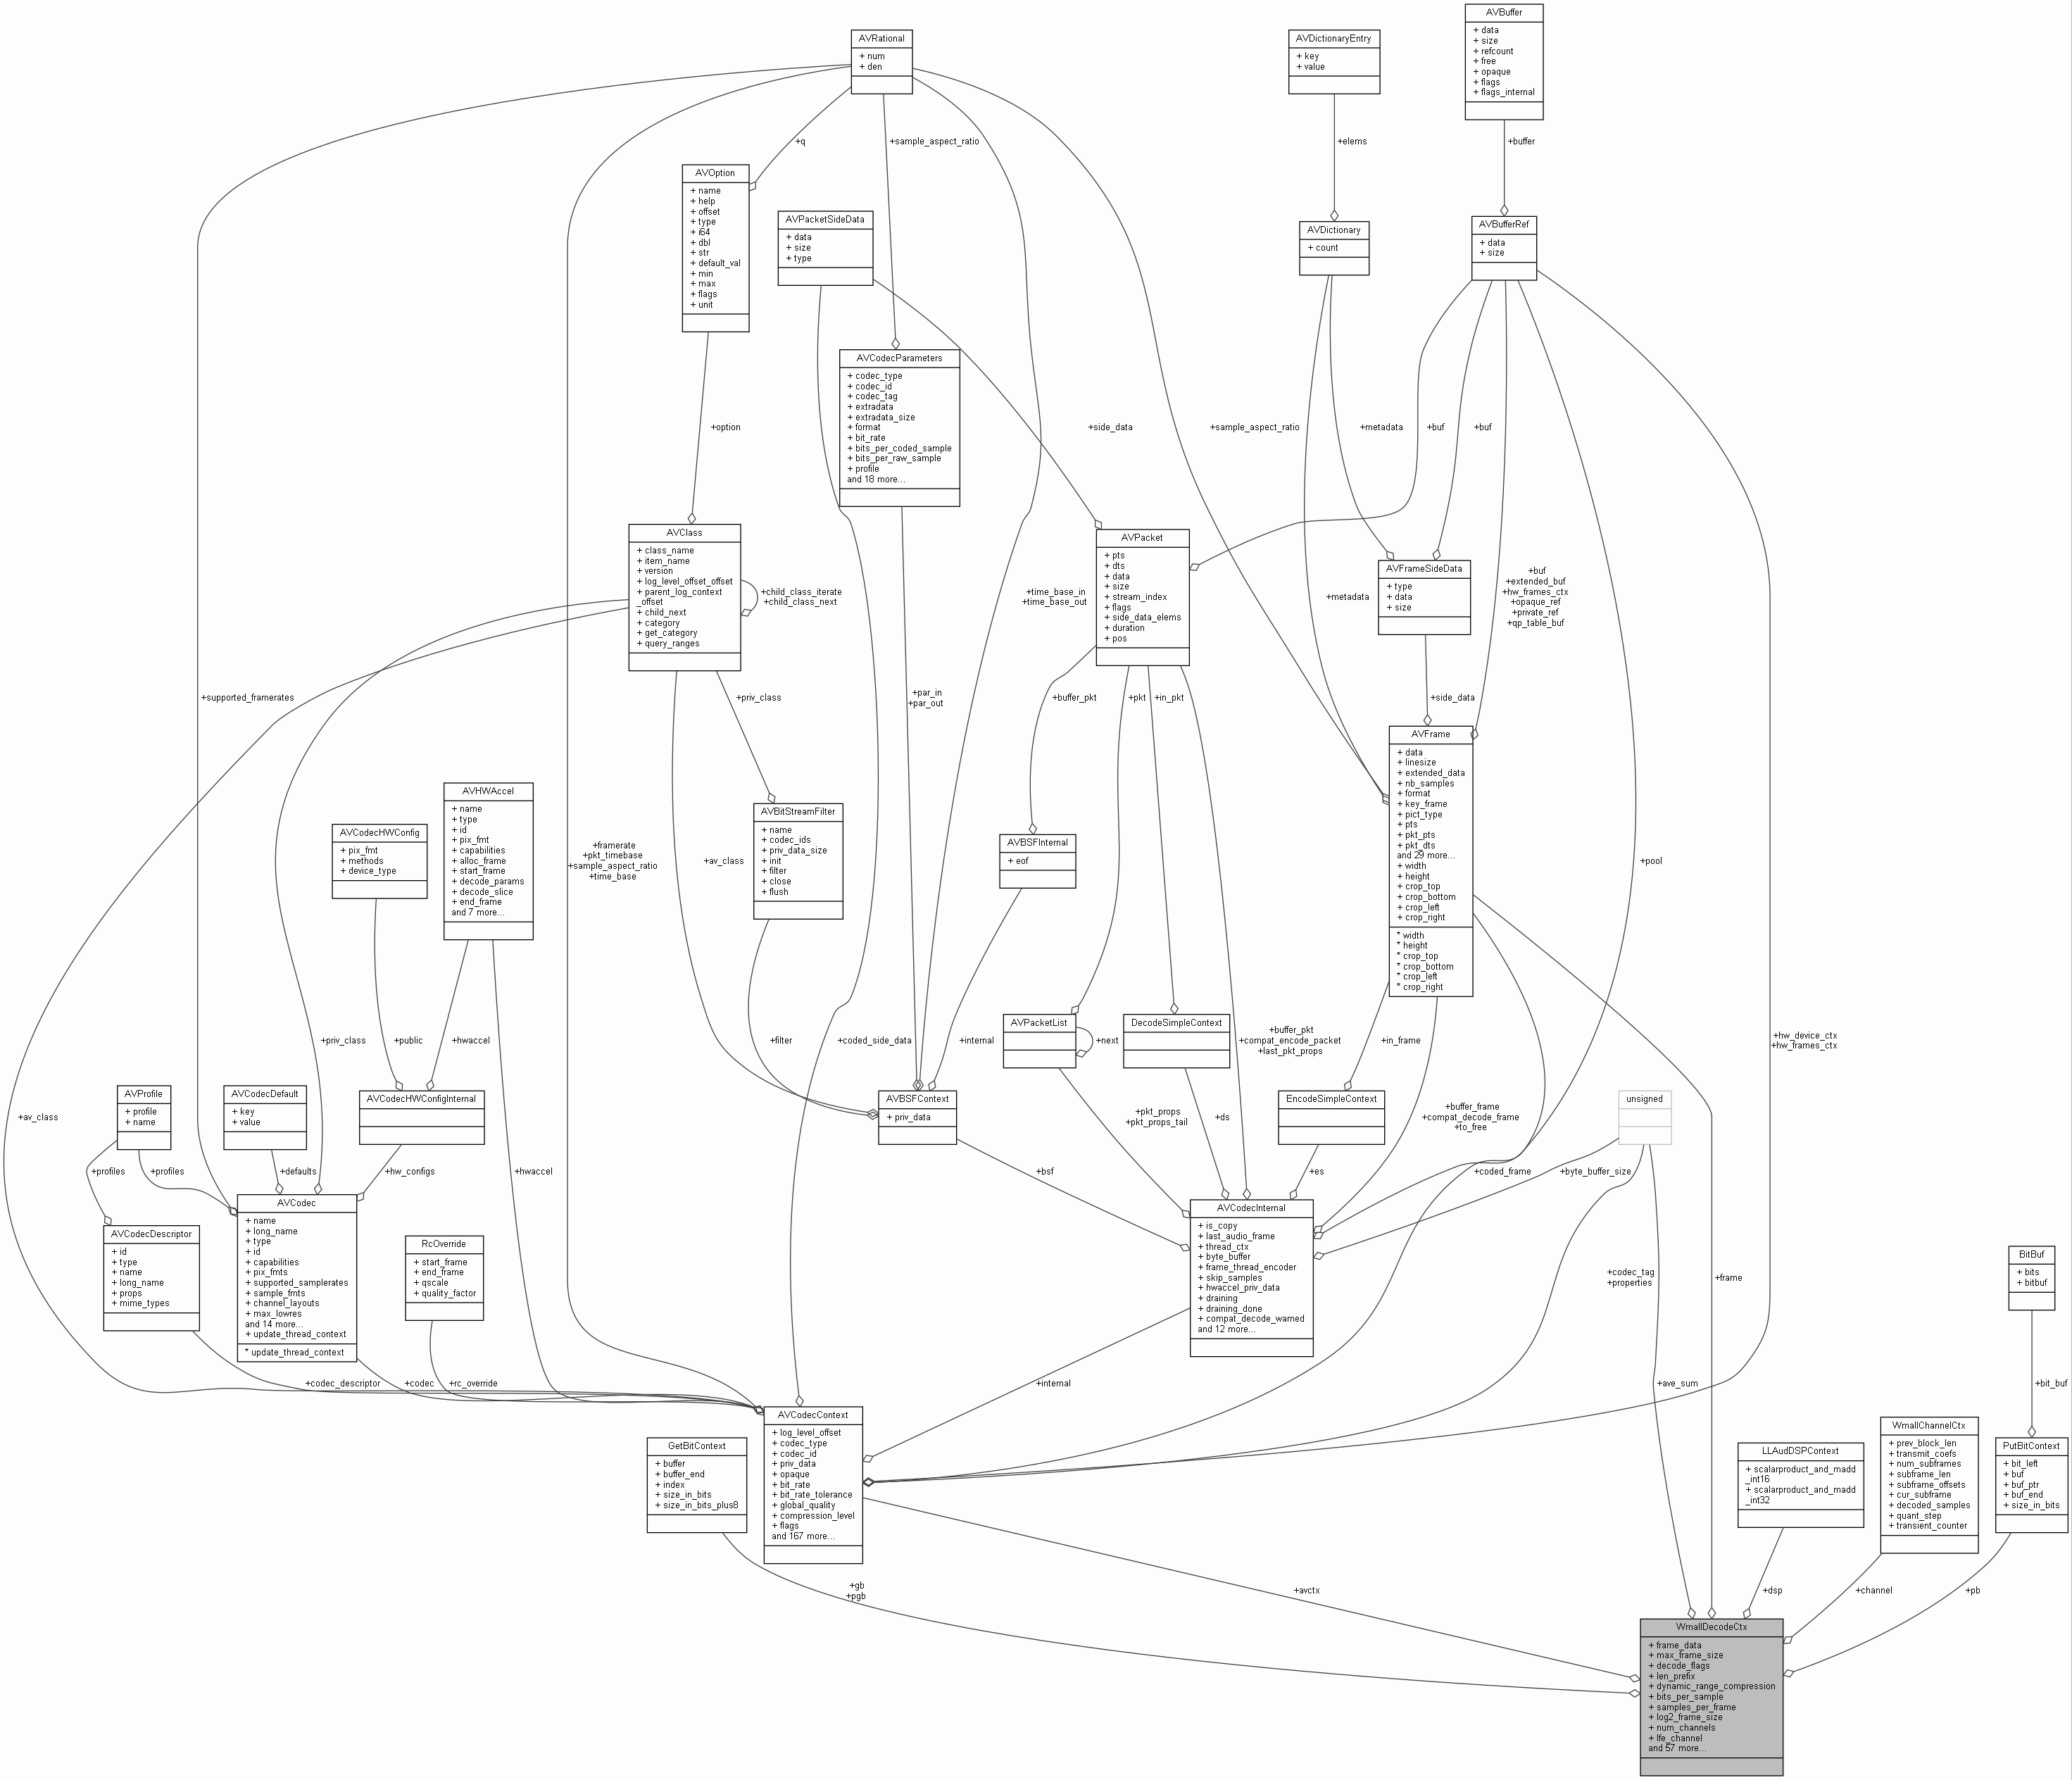 AVBuffer
+ data
+ size
+ refcount
+ free
+ opaque
+ flags
+ flags_internal
AVRational
+ num
+ den
AVDictionaryEntry
+ key
+ value
+q
+sample_aspect_ratio
+elems
+buffer
AVOption
+ name
+ help
+ offset
+ type
+ i64
+ dbl
+ str
+ default_val
+ min
+ max
+ flags
+ unit
AVPacketSideData
+ data
+ size
+ type
AVDictionary
+ count
AVBufferRef
+ data
+ size
AVCodecParameters
+ codec_type
+ codec_id
+ codec_tag
+ extradata
+ extradata_size
+ format
+ bit_rate
+ bits_per_coded_sample
+ bits_per_raw_sample
+ profile
and 18 more...
+option
+side_data
+sample_aspect_ratio
+metadata
+buf
+buf
AVClass
+ class_name
+ item_name
+ version
+ log_level_offset_offset
+ parent_log_context
_offset
+ child_next
+ category
+ get_category
+ query_ranges
+child_class_iterate
+child_class_next
+time_base_in
+time_base_out
AVPacket
+ pts
+ dts
+ data
+ size
+ stream_index
+ flags
+ side_data_elems
+ duration
+ pos
+metadata
AVFrameSideData
+ type
+ data
+ size
+buf
+extended_buf
+hw_frames_ctx
+opaque_ref
+private_ref
+qp_table_buf
+supported_framerates
+priv_class
+par_in
+par_out
+buffer_pkt
+pkt
+in_pkt
+side_data
AVFrame
+ data
+ linesize
+ extended_data
+ nb_samples
+ format
+ key_frame
+ pict_type
+ pts
+ pkt_pts
+ pkt_dts
and 29 more...
+ width
+ height
+ crop_top
+ crop_bottom
+ crop_left
+ crop_right
* width
* height
* crop_top
* crop_bottom
* crop_left
* crop_right
AVHWAccel
+ name
+ type
+ id
+ pix_fmt
+ capabilities
+ alloc_frame
+ start_frame
+ decode_params
+ decode_slice
+ end_frame
and 7 more...
AVCodecHWConfig
+ pix_fmt
+ methods
+ device_type
+framerate
+pkt_timebase
+sample_aspect_ratio
+time_base
+av_class
AVBitStreamFilter
+ name
+ codec_ids
+ priv_data_size
+ init
+ filter
+ close
+ flush
AVBSFInternal
+ eof
+pool
+priv_class
+public
+hwaccel
+filter
+coded_side_data
+internal
AVPacketList
+next
DecodeSimpleContext
+buffer_pkt
+compat_encode_packet
+last_pkt_props
+in_frame
+hw_device_ctx
+hw_frames_ctx
+av_class
AVProfile
+ profile
+ name
AVCodecDefault
+ key
+ value
AVCodecHWConfigInternal
AVBSFContext
+ priv_data
+pkt_props
+pkt_props_tail
+ds
EncodeSimpleContext
+buffer_frame
+compat_decode_frame
+to_free
unsigned
+profiles
+profiles
+defaults
+hw_configs
+hwaccel
+bsf
+es
+coded_frame
+byte_buffer_size
AVCodecDescriptor
+ id
+ type
+ name
+ long_name
+ props
+ mime_types
AVCodec
+ name
+ long_name
+ type
+ id
+ capabilities
+ pix_fmts
+ supported_samplerates
+ sample_fmts
+ channel_layouts
+ max_lowres
and 14 more...
+ update_thread_context
* update_thread_context
RcOverride
+ start_frame
+ end_frame
+ qscale
+ quality_factor
AVCodecInternal
+ is_copy
+ last_audio_frame
+ thread_ctx
+ byte_buffer
+ frame_thread_encoder
+ skip_samples
+ hwaccel_priv_data
+ draining
+ draining_done
+ compat_decode_warned
and 12 more...
+codec_tag
+properties
+frame
BitBuf
+ bits
+ bitbuf
+codec_descriptor
+codec
+rc_override
+internal
+ave_sum
+bit_buf
AVCodecContext
+ log_level_offset
+ codec_type
+ codec_id
+ priv_data
+ opaque
+ bit_rate
+ bit_rate_tolerance
+ global_quality
+ compression_level
+ flags
and 167 more...
GetBitContext
+ buffer
+ buffer_end
+ index
+ size_in_bits
+ size_in_bits_plus8
LLAudDSPContext
+ scalarproduct_and_madd
_int16
+ scalarproduct_and_madd
_int32
WmallChannelCtx
+ prev_block_len
+ transmit_coefs
+ num_subframes
+ subframe_len
+ subframe_offsets
+ cur_subframe
+ decoded_samples
+ quant_step
+ transient_counter
PutBitContext
+ bit_left
+ buf
+ buf_ptr
+ buf_end
+ size_in_bits
+gb
+pgb
+avctx
+dsp
+channel
+pb
WmallDecodeCtx
+ frame_data
+ max_frame_size
+ decode_flags
+ len_prefix
+ dynamic_range_compression
+ bits_per_sample
+ samples_per_frame
+ log2_frame_size
+ num_channels
+ lfe_channel
and 57 more...